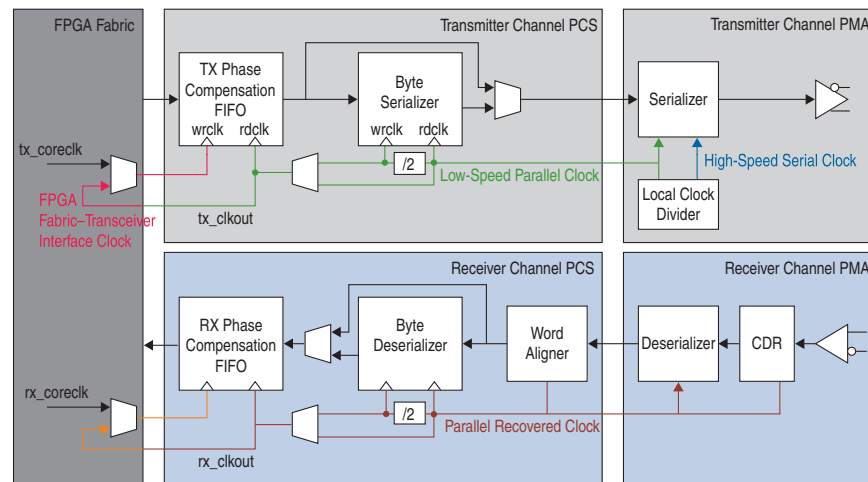 FPGA Fabric
Transmitter Channel PCS
Transmitter Channel PMA
TX Phase
Compensation
FIFO
wrclk
rdclk
Byte
Serializer
wrclk
rdclk
/2
Serializer
Local Clock
Divider
High-Speed Serial Clock
Low-Speed Parallel Clock
tx_coreclk
FPGA
Fabric–Transceiver
Interface Clock
tx_clkout
Receiver Channel PCS
Receiver Channel PMA
RX Phase
Compensation
FIFO
Byte
Deserializer
Word
Aligner
Deserializer
CDR
/2
Parallel Recovered Clock
rx_coreclk
rx_clkout